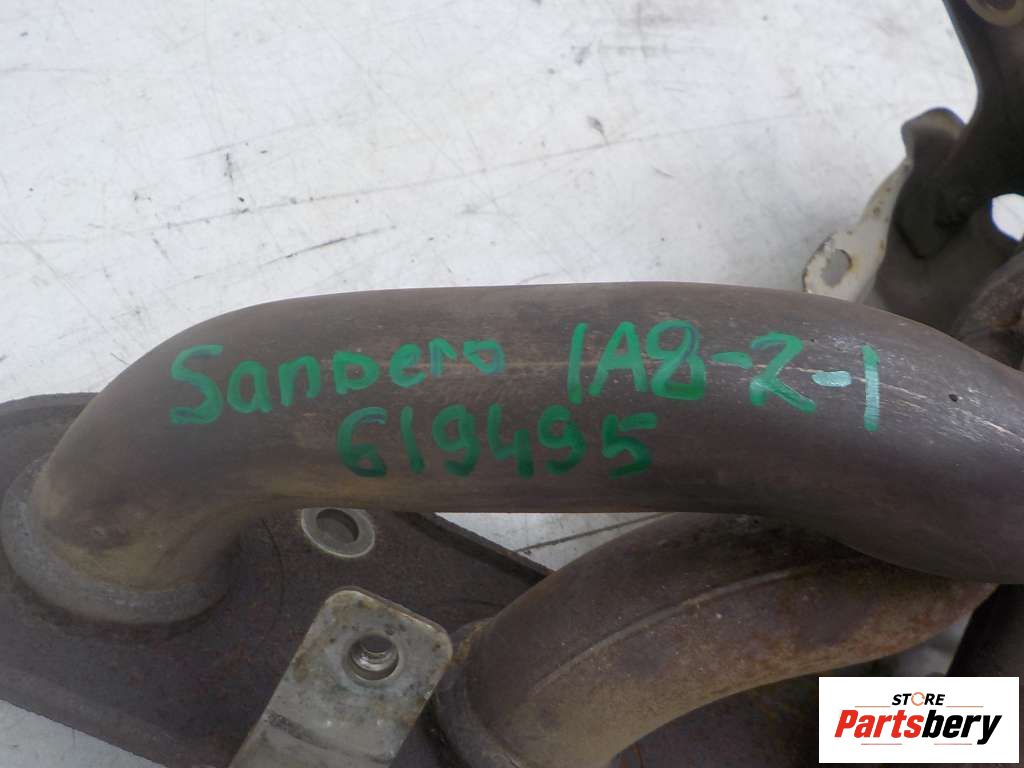 SanDero 1A8-2-1
619495
STORE
Partsbery